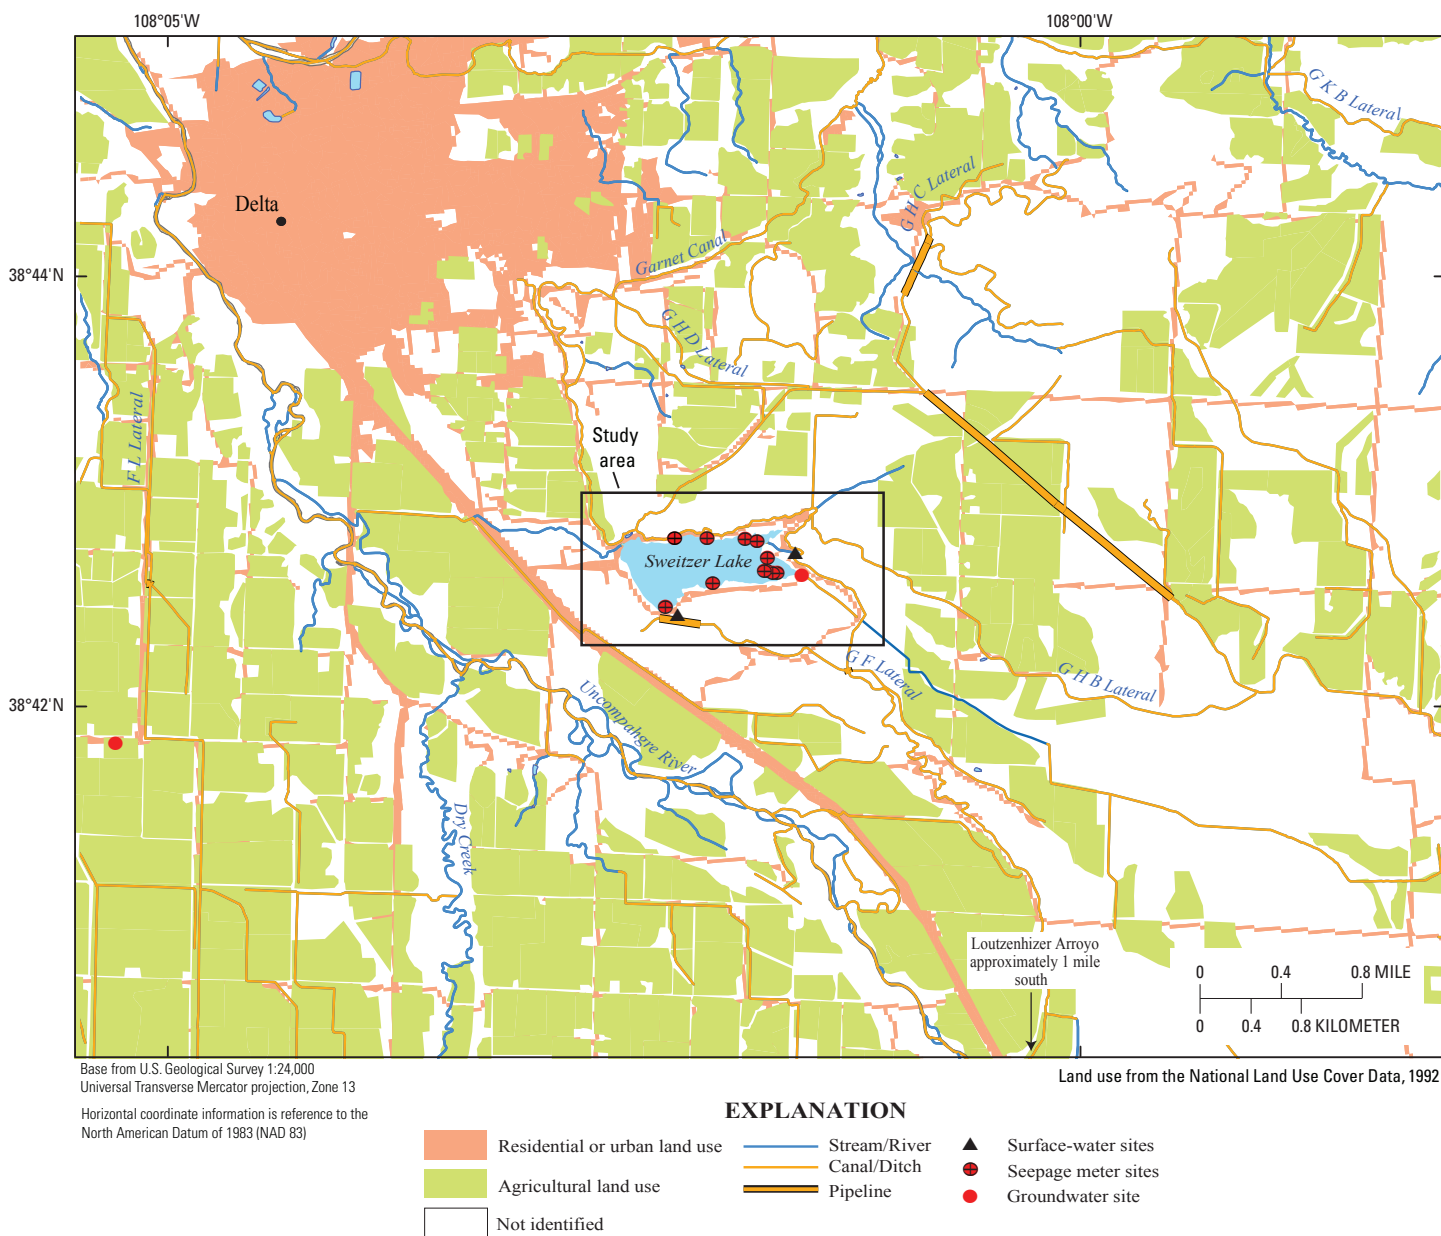 108°05'W
108°00'W
G K B Lateral
Delta
G H C Lateral
Garnet Canal
38°44'N
G H D Lateral
F L Lateral
Study
area
Sweitzer Lake
G F Lateral
G H B Lateral
38°42'N
Uncompahgre River
Dry Creek
Loutzenhizer Arroyo
approximately 1 mile
south
0 0.4 0.8 MILE
0 0.4 0.8 KILOMETER
Base from U.S. Geological Survey 1:24,000
Universal Transverse Mercator projection, Zone 13
Land use from the National Land Use Cover Data, 1992
Horizontal coordinate information is reference to the
North American Datum of 1983 (NAD 83)
EXPLANATION
Residential or urban land use
Agricultural land use
Not identified
Stream/River
Canal/Ditch
Pipeline
Surface-water sites
Seepage meter sites
Groundwater site